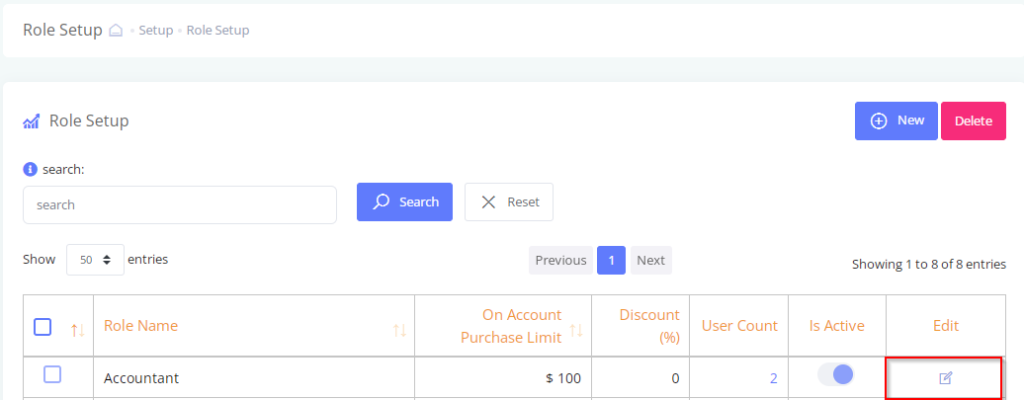 Role Setup Setup Role Setup
Role Setup New Delete
search:
search Search Reset
Show 50 entries Previous 1 Next Showing 1 to 8 of 8 entries
Role Name On Account Purchase Limit Discount (%) User Count Is Active Edit
Accountant $ 100 0 2